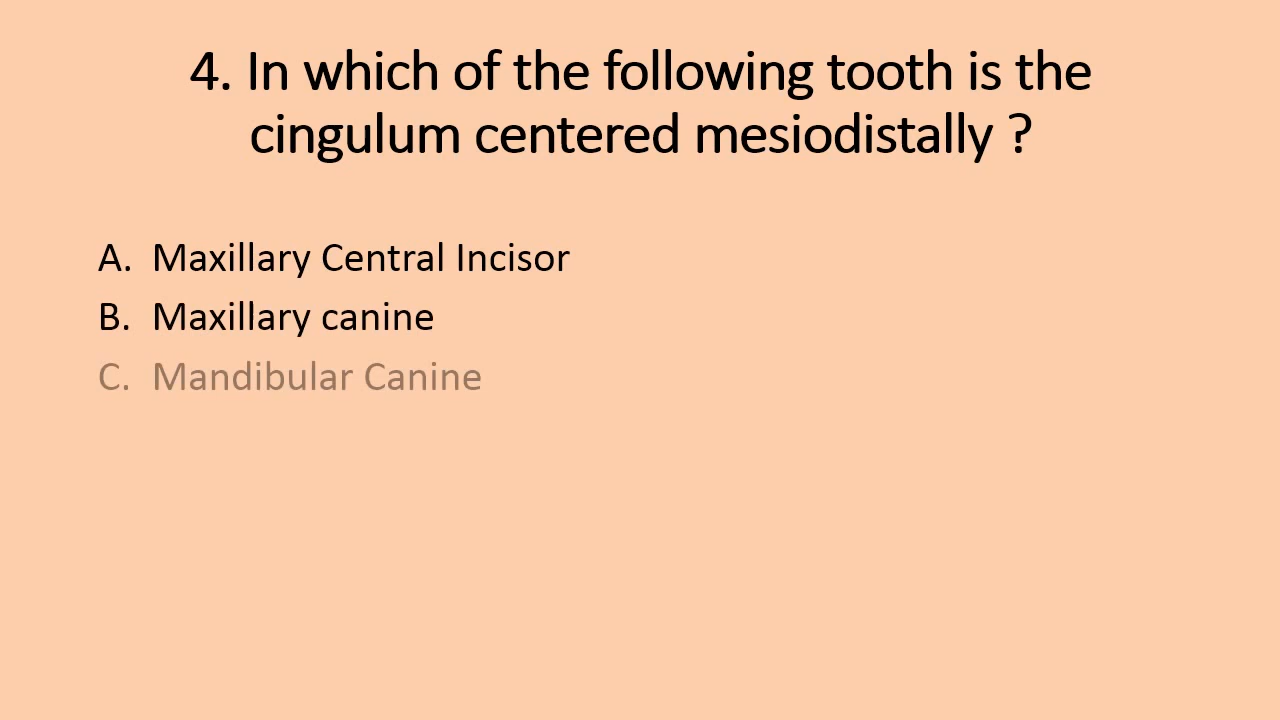 4. In which of the following tooth is the
cingulum centered mesiodistally ?
A. Maxillary Central Incisor
B. Maxillary canine
C. Mandibular Canine